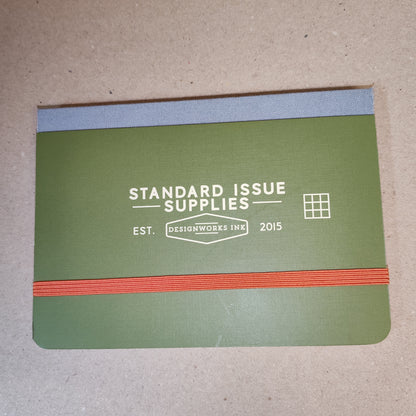 STANDARD ISSUE
SUPPLIES
EST. DESIGNWORKS INK 2015